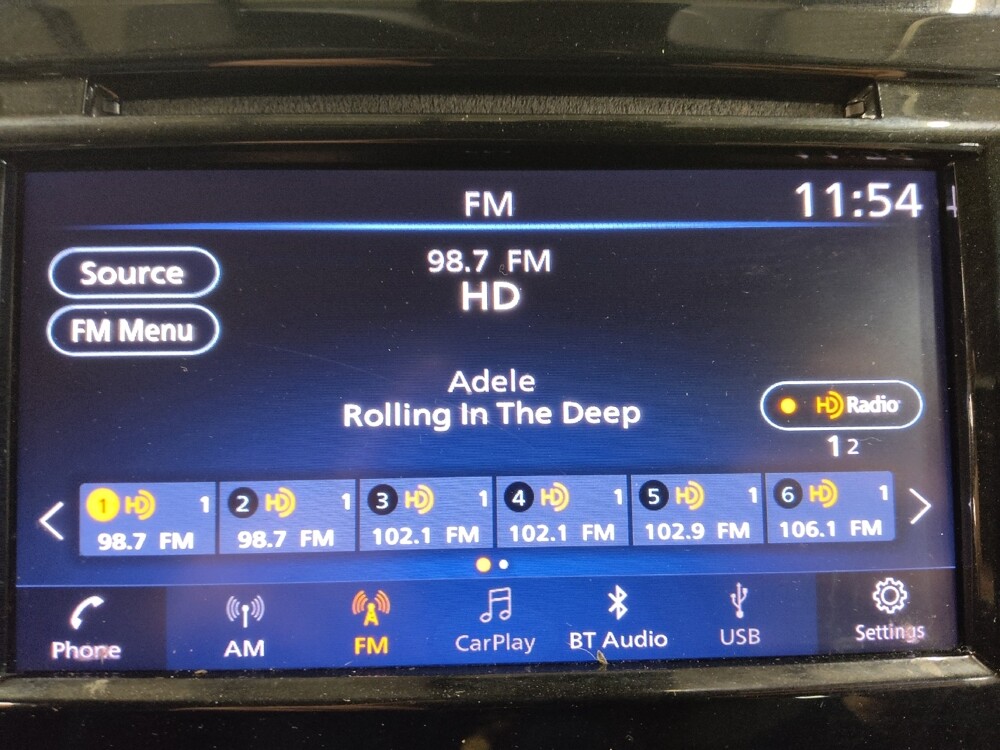 FM 11:54
Source
98.7 FM
HD
FM Menu
Adele
Rolling In The Deep
HD Radio
1 2
1 HD 1 2 HD 1 3 HD 1 4 HD 1 5 HD 1 6 HD 1
98.7 FM 98.7 FM 102.1 FM 102.1 FM 102.9 FM 106.1 FM
Phone AM FM CarPlay BT Audio USB Settings